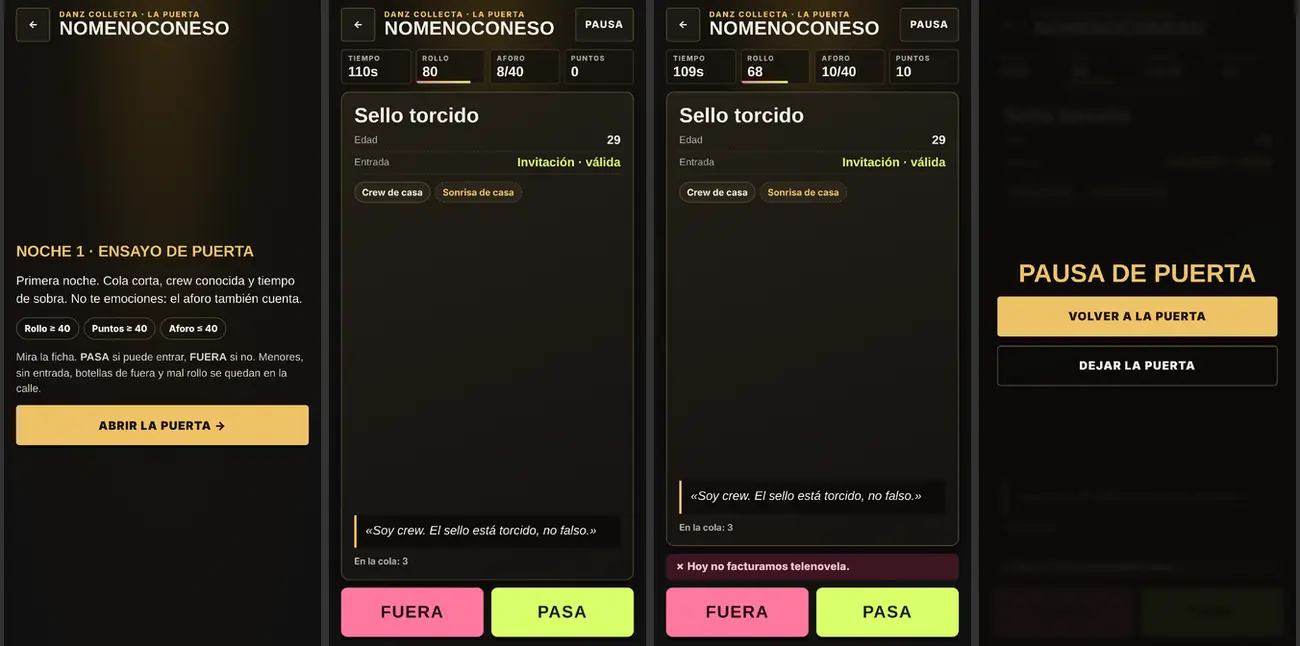 ←
DANZ COLLECTA · LA PUERTA
NOMENOCONESO
NOCHE 1 · ENSAYO DE PUERTA
Primera noche. Cola corta, crew conocida y tiempo
de sobra. No te emociones: el aforo también cuenta.
Rollo ≥ 40 Puntos ≥ 40 Aforo ≤ 40
Mira la ficha. PASA si puede entrar, FUERA si no. Menores,
sin entrada, botellas de fuera y mal rollo se quedan en la
calle.
ABRIR LA PUERTA →
←
DANZ COLLECTA · LA PUERTA
NOMENOCONESO
PAUSA
TIEMPO ROLLO AFORO PUNTOS
110s 80 8/40 0
Sello torcido
Edad 29
Entrada Invitación · válida
Crew de casa Sonrisa de casa
«Soy crew. El sello está torcido, no falso.»
En la cola: 3
FUERA PASA
←
DANZ COLLECTA · LA PUERTA
NOMENOCONESO
PAUSA
TIEMPO ROLLO AFORO PUNTOS
109s 68 10/40 10
Sello torcido
Edad 29
Entrada Invitación · válida
Crew de casa Sonrisa de casa
«Soy crew. El sello está torcido, no falso.»
En la cola: 3
× Hoy no facturamos telenovela.
FUERA PASA
PAUSA DE PUERTA
VOLVER A LA PUERTA
DEJAR LA PUERTA